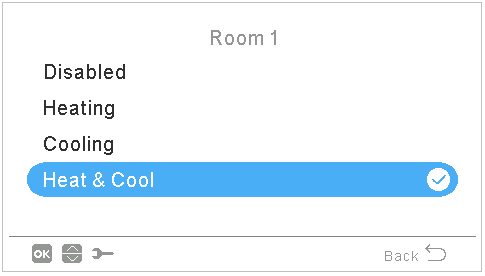 Room 1
Disabled
Heating
Cooling
Heat & Cool
OK
Back